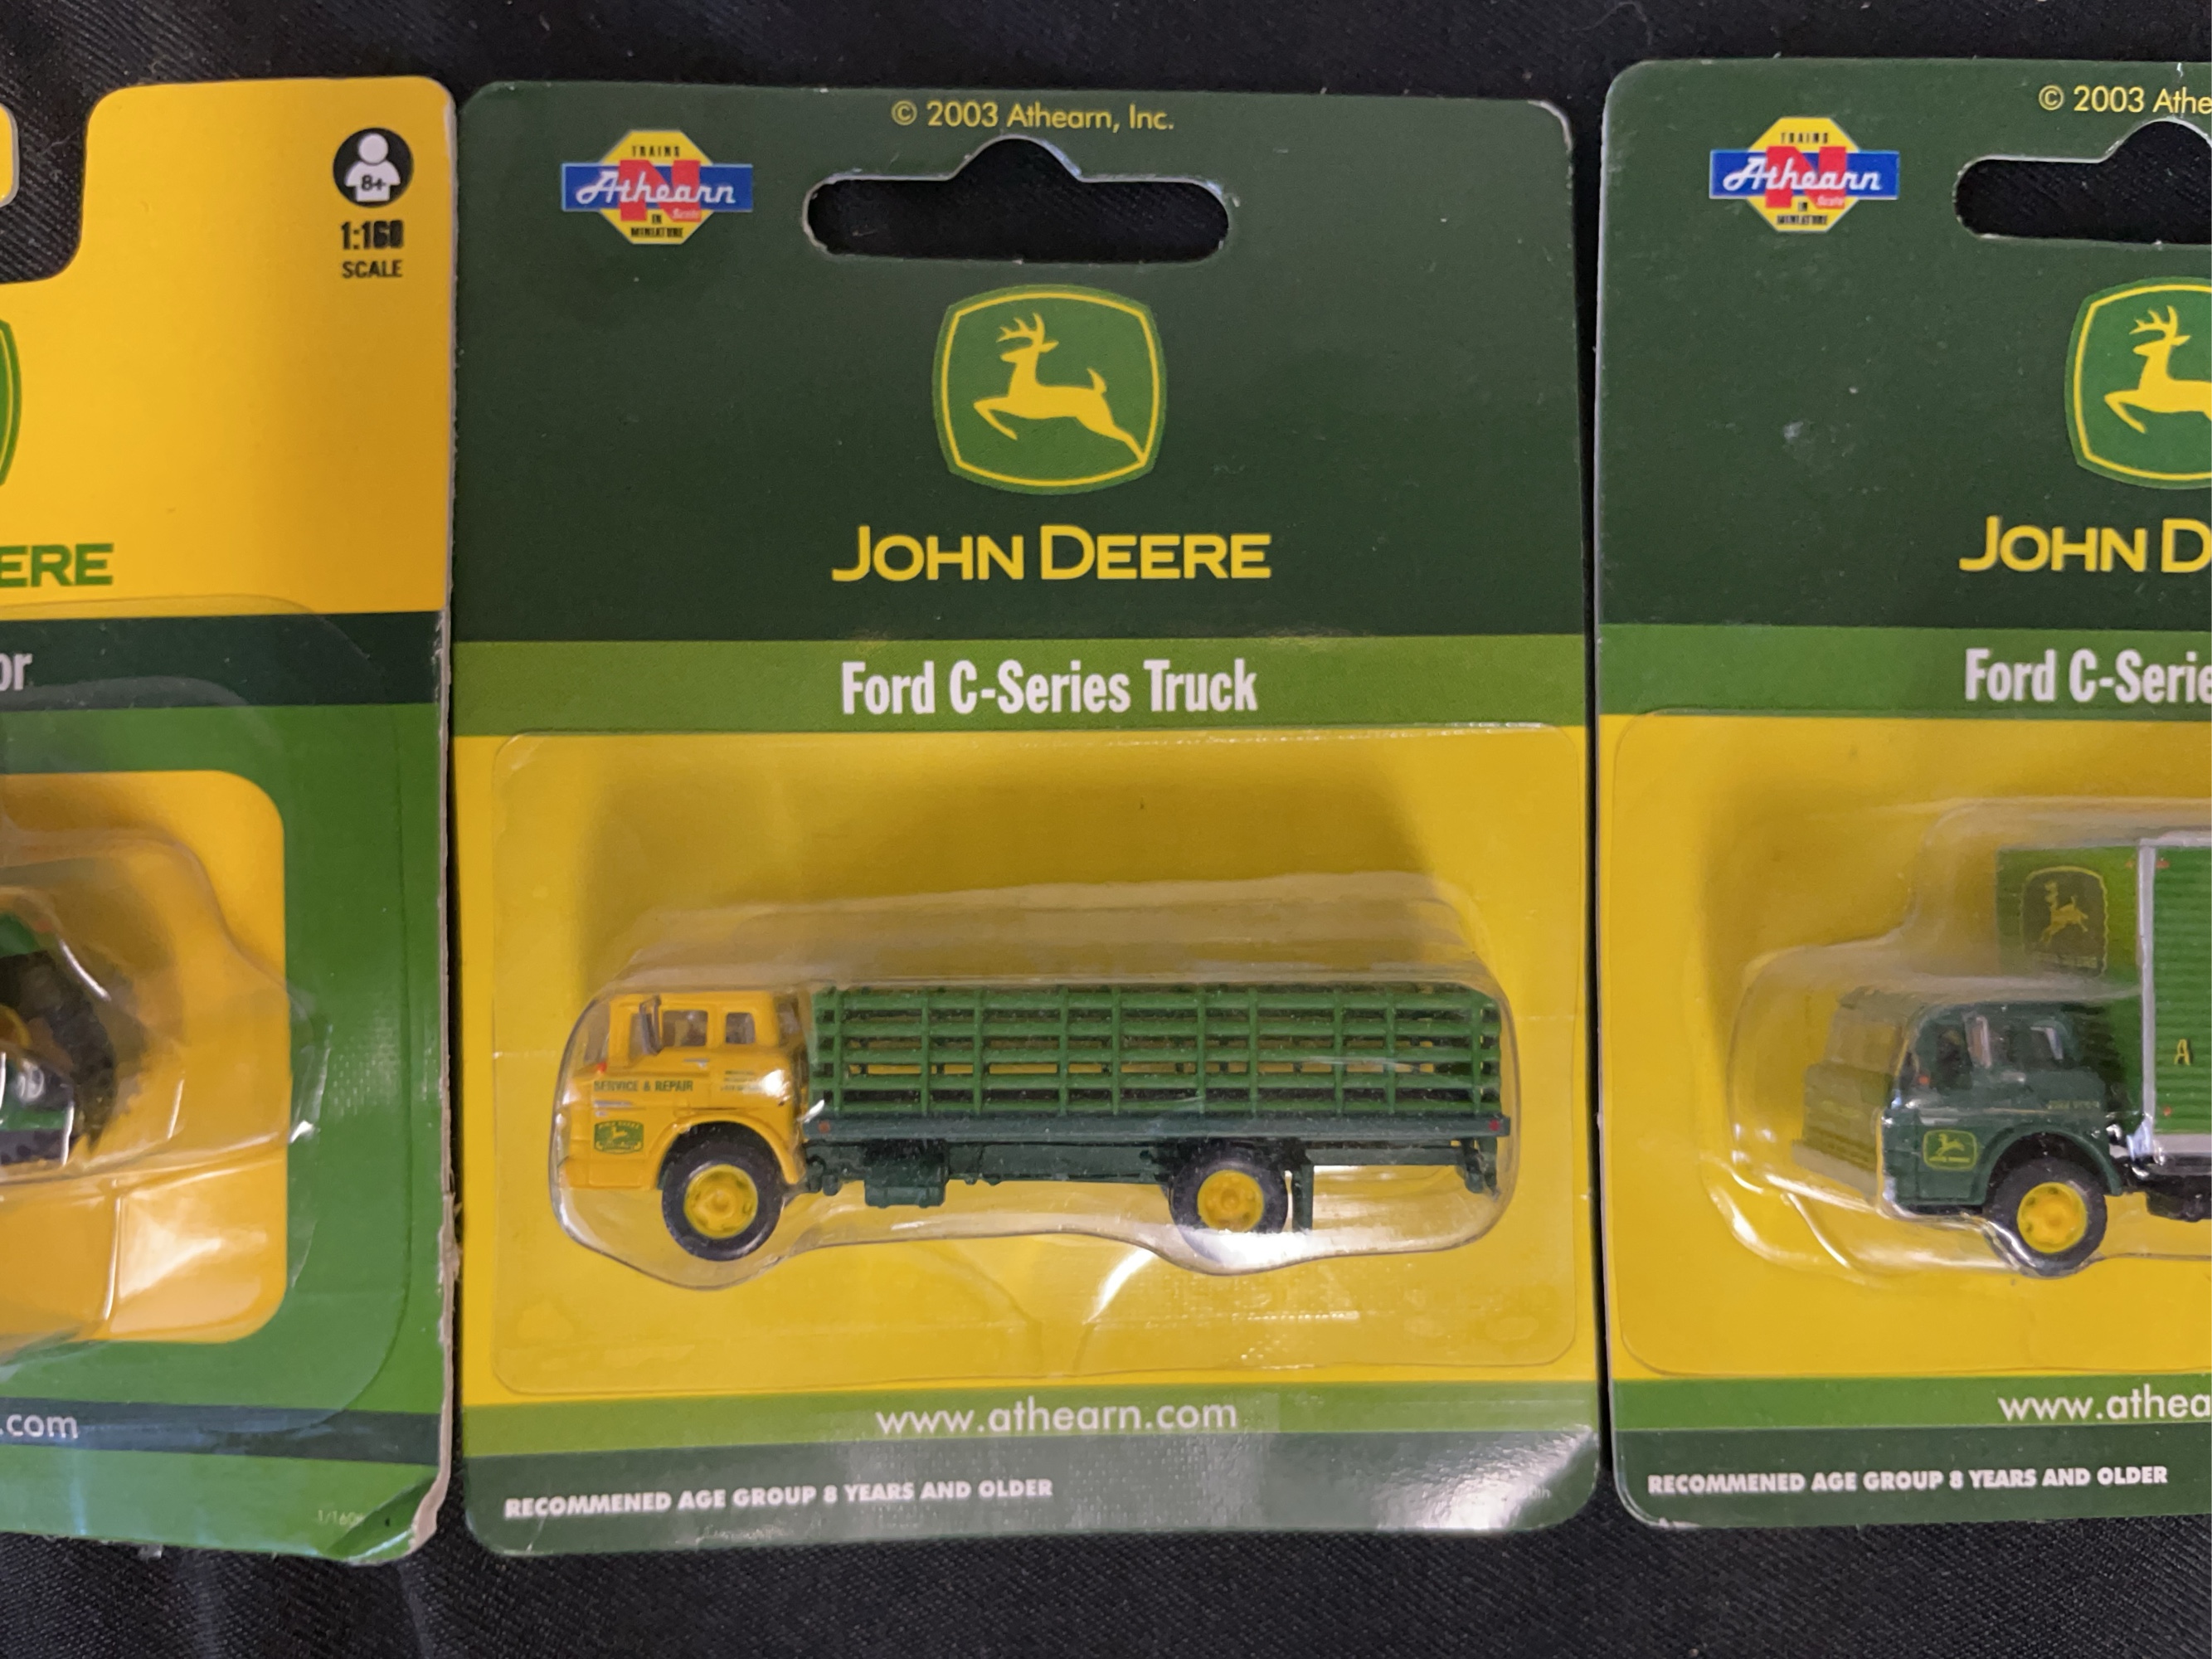 8+
1:160
SCALE
ERE
or
.com
© 2003 Athearn, Inc.
TRAINS
Athearn
N
Scale
IN
MINIATURE
JOHN DEERE
Ford C-Series Truck
SERVICE & REPAIR
www.athearn.com
RECOMMENED AGE GROUP 8 YEARS AND OLDER
© 2003 Athe
TRAINS
Athearn
N
Scale
IN
MINIATURE
JOHN D
Ford C-Serie
A
www.athea
RECOMMENED AGE GROUP 8 YEARS AND OLDER